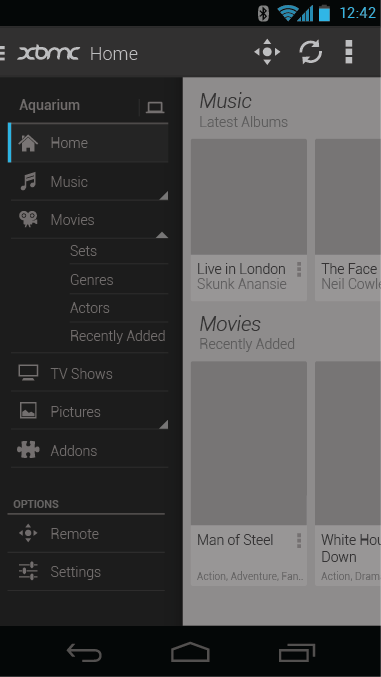 12:42
xbmc Home
Aquarium
Home
Music
Movies
Sets
Genres
Actors
Recently Added
TV Shows
Pictures
Addons
OPTIONS
Remote
Settings
Music
Latest Albums
Live in London
Skunk Anansie
The Face
Neil Cowle
Movies
Recently Added
Man of Steel
Action, Adventure, Fan..
White Hou
Down
Action, Dram